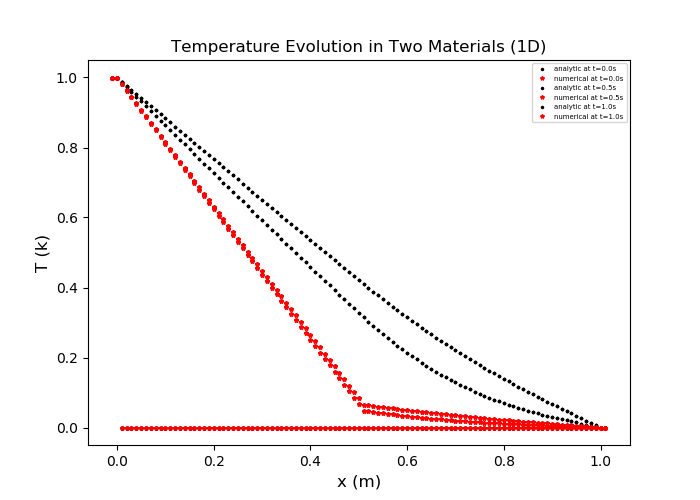 Temperature Evolution in Two Materials (1D)
analytic at t=0.0s
numerical at t=0.0s
analytic at t=0.5s
numerical at t=0.5s
analytic at t=1.0s
numerical at t=1.0s
T (k)
1.0
0.8
0.6
0.4
0.2
0.0
0.0 0.2 0.4 0.6 0.8 1.0
x (m)